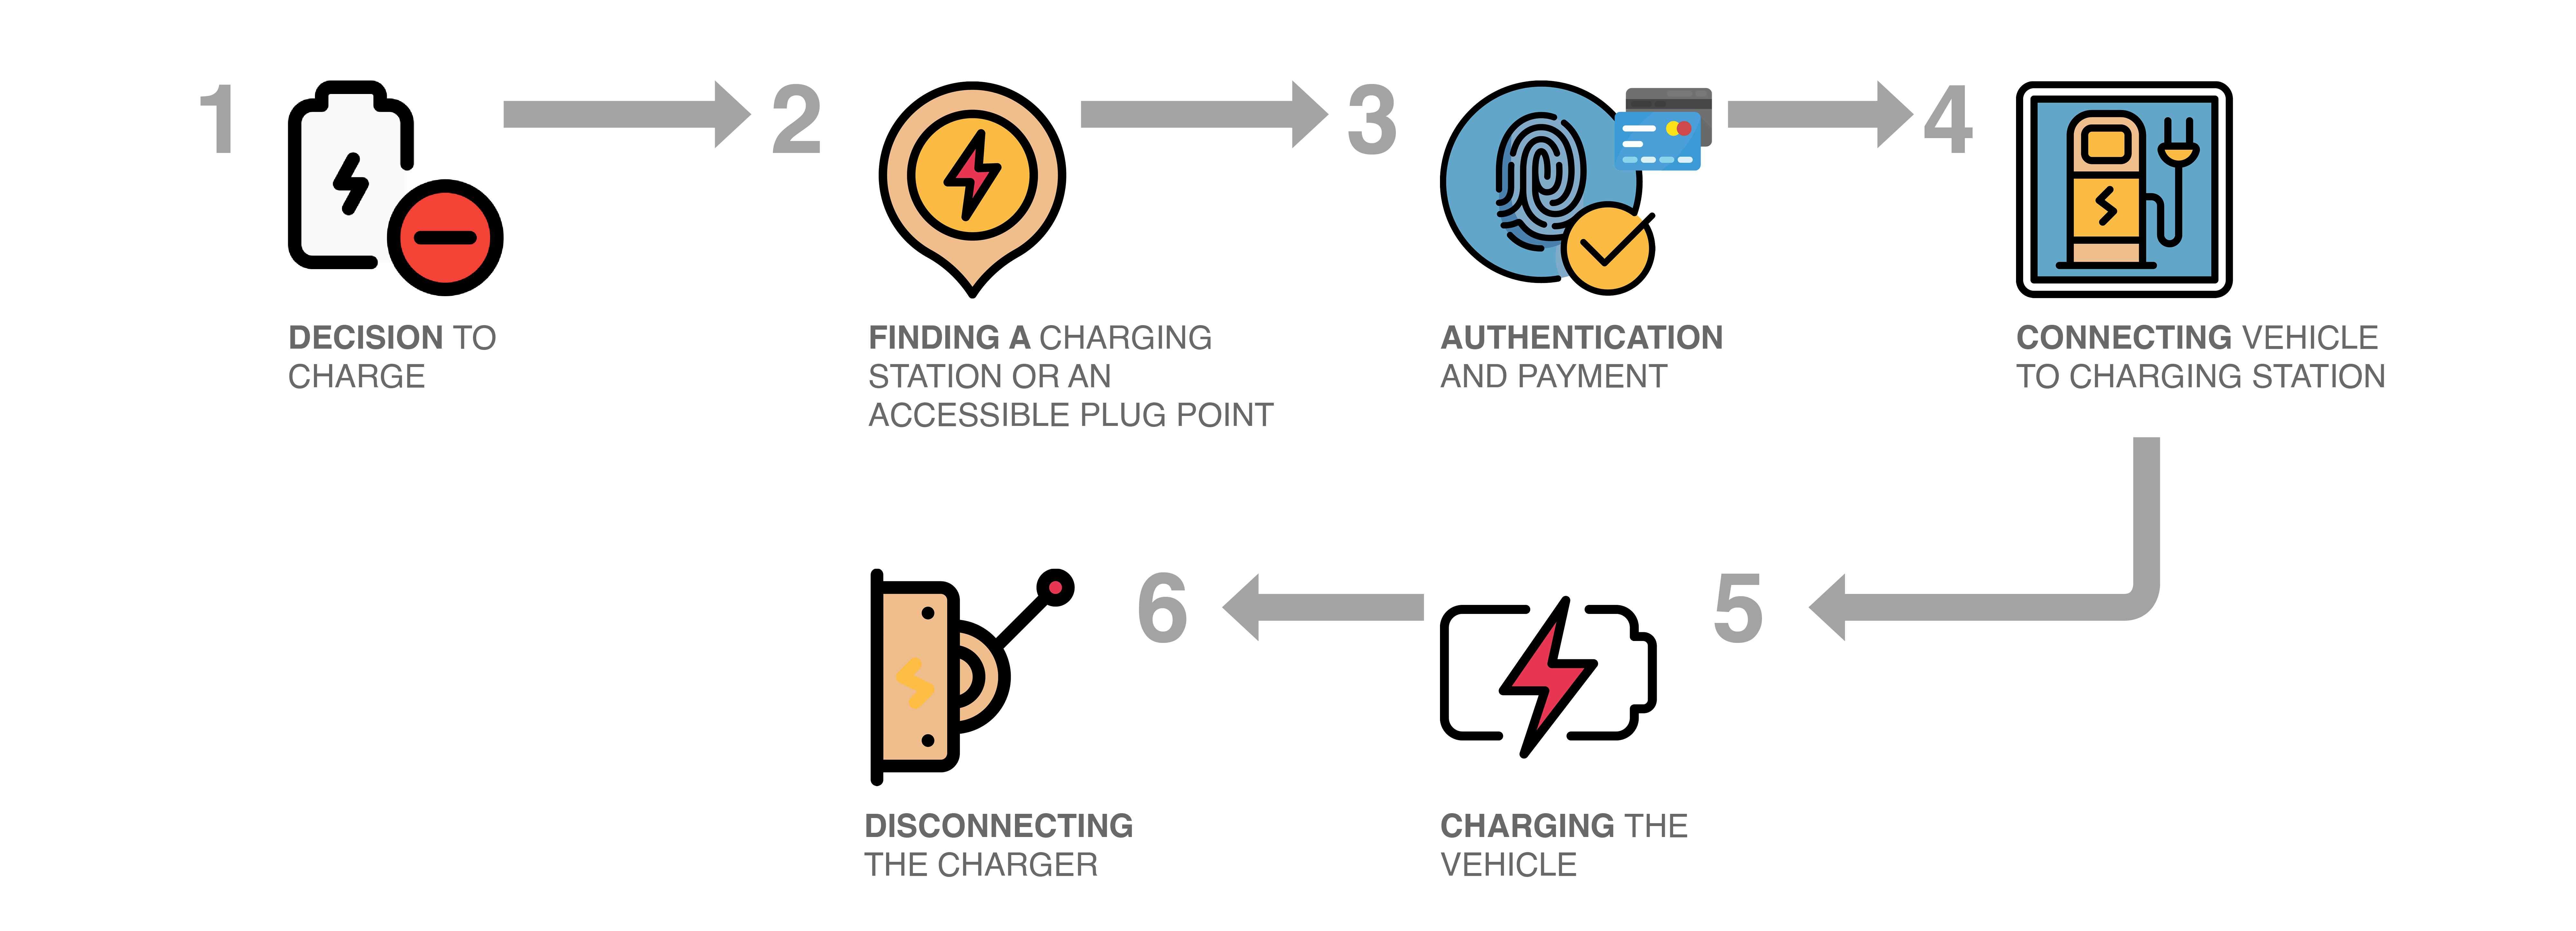 1
DECISION TO
CHARGE
2
FINDING A CHARGING
STATION OR AN
ACCESSIBLE PLUG POINT
3
AUTHENTICATION
AND PAYMENT
4
CONNECTING VEHICLE
TO CHARGING STATION
5
CHARGING THE
VEHICLE
6
DISCONNECTING
THE CHARGER